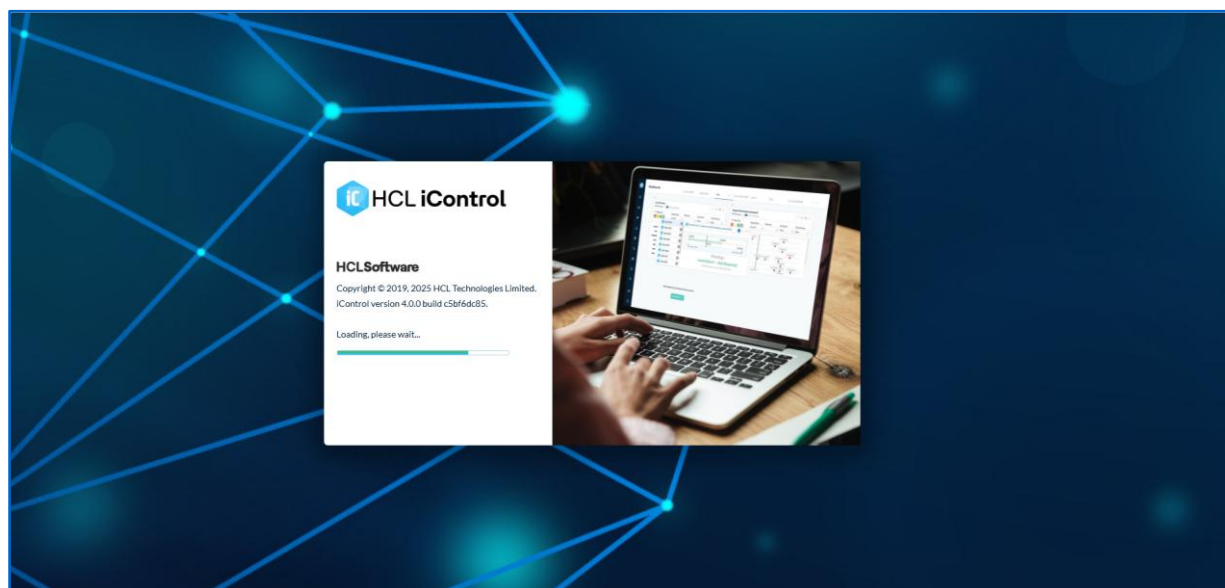 iC HCL iControl
HCLSoftware
Copyright © 2019, 2025 HCL Technologies Limited.
iControl version 4.0.0 build c5bf6dc85.
Loading, please wait...